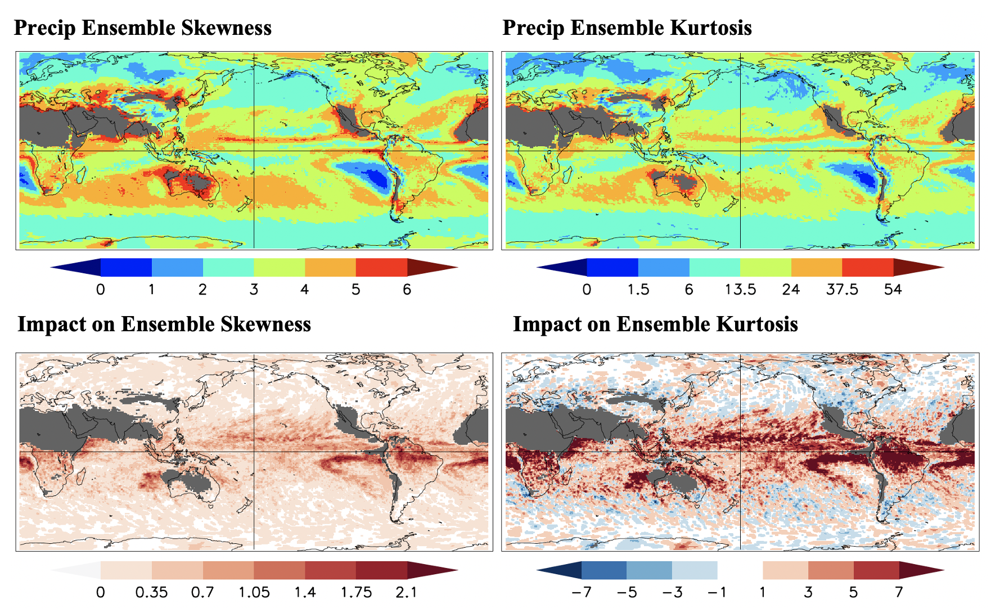 Precip Ensemble Skewness
Precip Ensemble Kurtosis
0 1 2 3 4 5 6
0 1.5 6 13.5 24 37.5 54
Impact on Ensemble Skewness
Impact on Ensemble Kurtosis
0 0.35 0.7 1.05 1.4 1.75 2.1
−7 −5 −3 −1 1 3 5 7